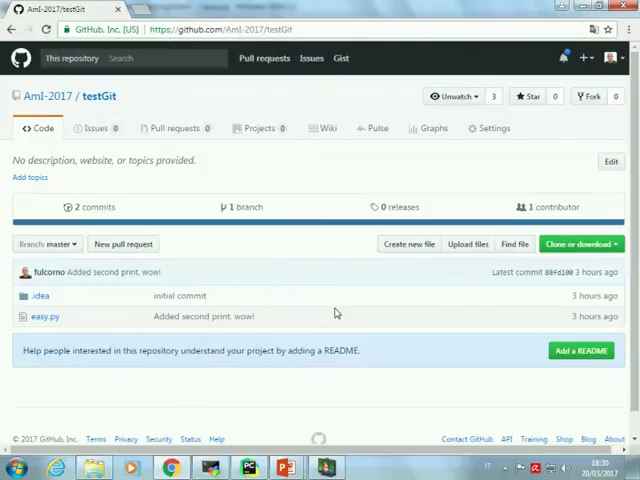 AmI-2017/testGit
GitHub, Inc. [US] https://github.com/AmI-2017/testGit
This repository Search Pull requests Issues Gist
AmI-2017 / testGit Unwatch 3 Star 0 Fork 0
Code Issues 0 Pull requests 0 Projects 0 Wiki Pulse Graphs Settings
No description, website, or topics provided. Edit
Add topics
2 commits 1 branch 0 releases 1 contributor
Branch: master New pull request Create new file Upload files Find file Clone or download
fulcorno Added second print. wow! Latest commit 88fd100 3 hours ago
.idea initial commit 3 hours ago
easy.py Added second print. wow! 3 hours ago
Help people interested in this repository understand your project by adding a README. Add a README
© 2017 GitHub, Inc. Terms Privacy Security Status Help Contact GitHub API Training Shop Blog About
IT 18:30
20/03/2017